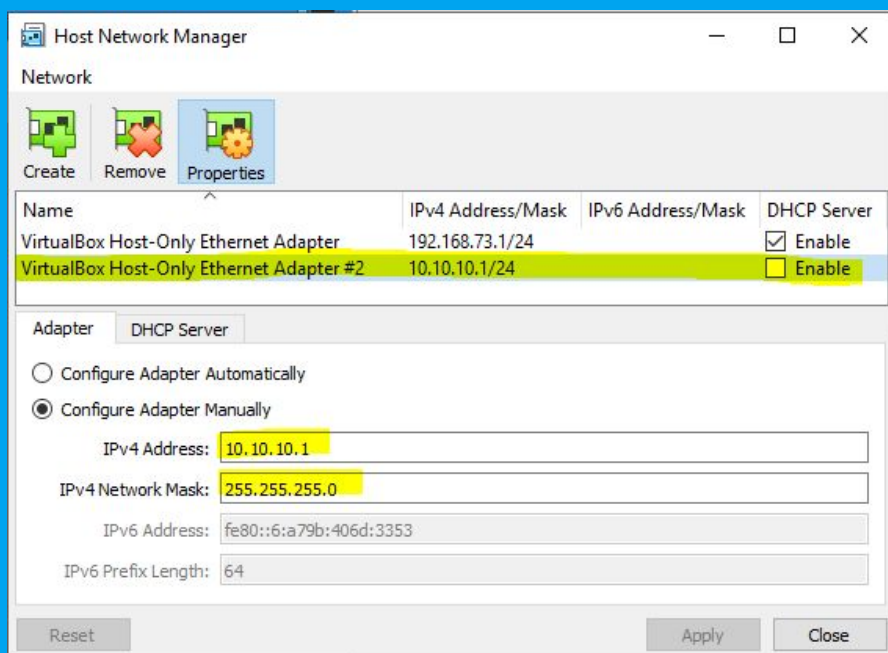 Host Network Manager
Network
Create Remove Properties
Name IPv4 Address/Mask IPv6 Address/Mask DHCP Server
VirtualBox Host-Only Ethernet Adapter 192.168.73.1/24 Enable
VirtualBox Host-Only Ethernet Adapter #2 10.10.10.1/24 Enable
Adapter DHCP Server
Configure Adapter Automatically
Configure Adapter Manually
IPv4 Address: 10.10.10.1
IPv4 Network Mask: 255.255.255.0
IPv6 Address: fe80::6:a79b:406d:3353
IPv6 Prefix Length: 64
Reset Apply Close